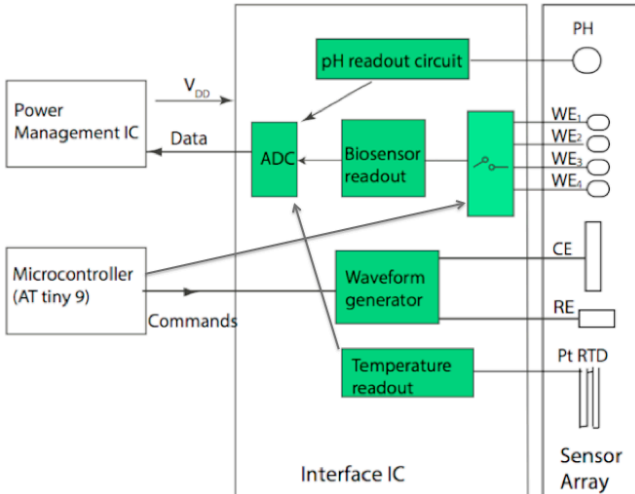 PH
pH readout circuit
V DD
Power
Management IC
Data
ADC
Biosensor
readout
WE1
WE2
WE3
WE4
Microcontroller
(AT tiny 9)
Commands
Waveform
generator
CE
RE
Temperature
readout
Pt RTD
Interface IC
Sensor
Array